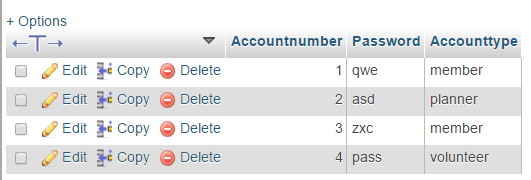 + Options
←T→ Accountnumber Password Accounttype
Edit Copy Delete 1 qwe member
Edit Copy Delete 2 asd planner
Edit Copy Delete 3 zxc member
Edit Copy Delete 4 pass volunteer